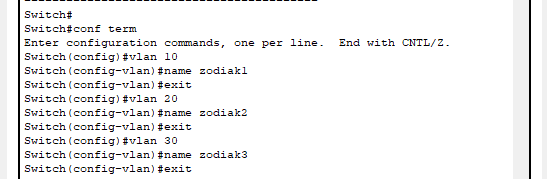 Switch#
Switch#conf term
Enter configuration commands, one per line.  End with CNTL/Z.
Switch(config)#vlan 10
Switch(config-vlan)#name zodiak1
Switch(config-vlan)#exit
Switch(config)#vlan 20
Switch(config-vlan)#name zodiak2
Switch(config-vlan)#exit
Switch(config)#vlan 30
Switch(config-vlan)#name zodiak3
Switch(config-vlan)#exit